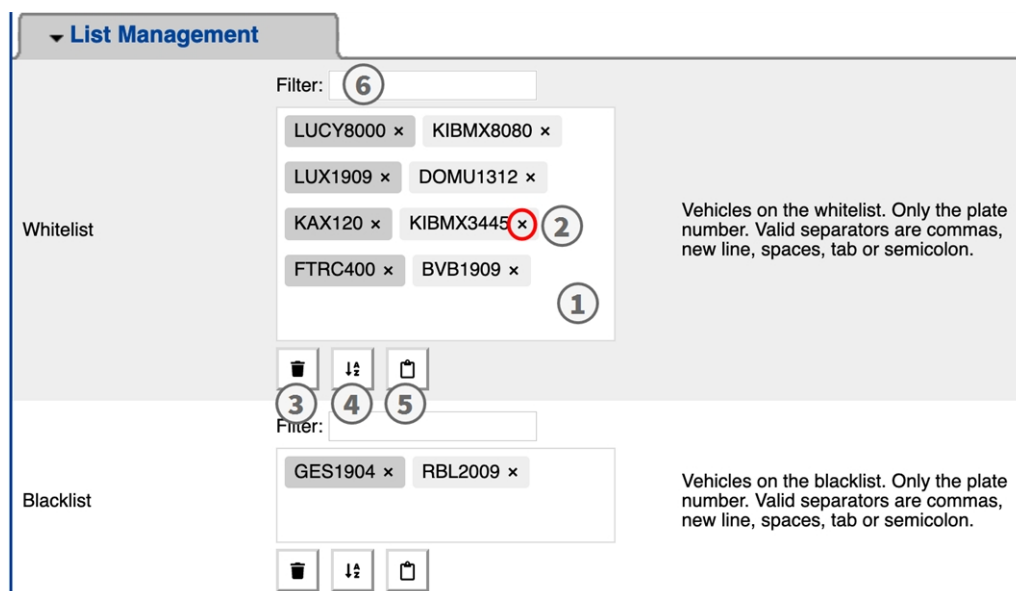 List Management
Filter: 6
LUCY8000 × KIBMX8080 ×
LUX1909 × DOMU1312 ×
KAX120 × KIBMX3445 × 2
FTRC400 × BVB1909 ×
1
Whitelist
Vehicles on the whitelist. Only the plate
number. Valid separators are commas,
new line, spaces, tab or semicolon.
3 4 5
Filter:
GES1904 × RBL2009 ×
Blacklist
Vehicles on the blacklist. Only the plate
number. Valid separators are commas,
new line, spaces, tab or semicolon.